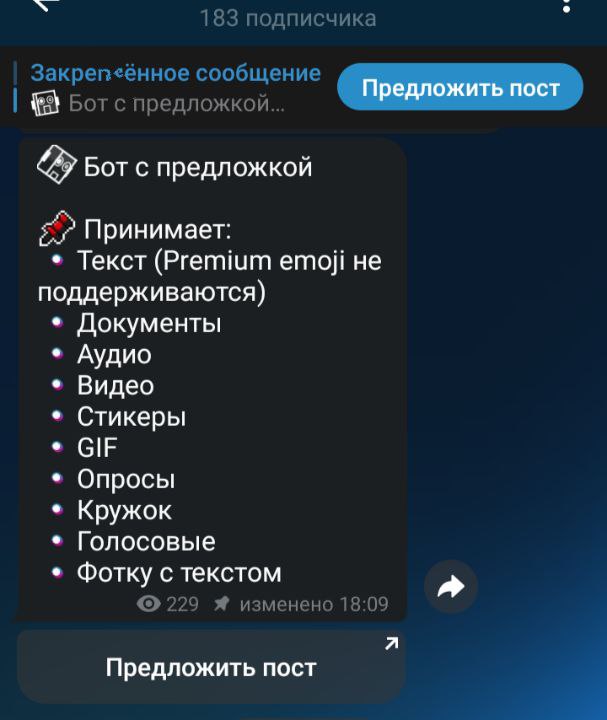 183 подписчика
Закреплённое сообщение
Бот с предложкой...
Предложить пост
Бот с предложкой
Принимает:
• Текст (Premium emoji не
поддерживаются)
• Документы
• Аудио
• Видео
• Стикеры
• GIF
• Опросы
• Кружок
• Голосовые
• Фотку с текстом
229 изменено 18:09
Предложить пост